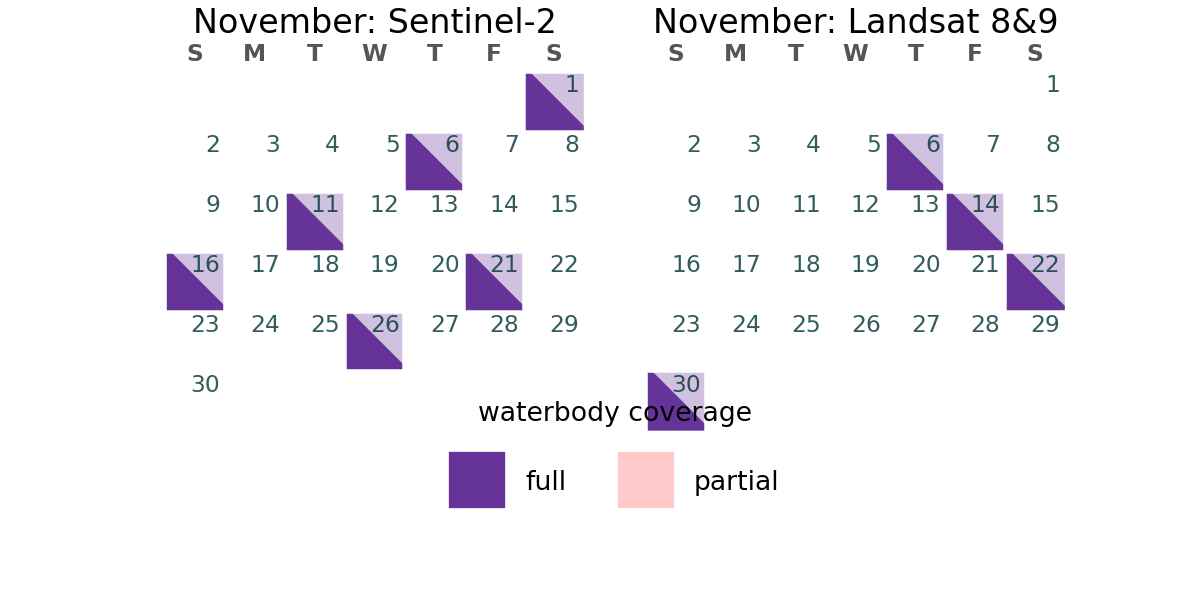 November: Sentinel-2
S M T W T F S
1
2 3 4 5 6 7 8
9 10 11 12 13 14 15
16 17 18 19 20 21 22
23 24 25 26 27 28 29
30
November: Landsat 8&9
S M T W T F S
1
2 3 4 5 6 7 8
9 10 11 12 13 14 15
16 17 18 19 20 21 22
23 24 25 26 27 28 29
30
waterbody coverage
full partial